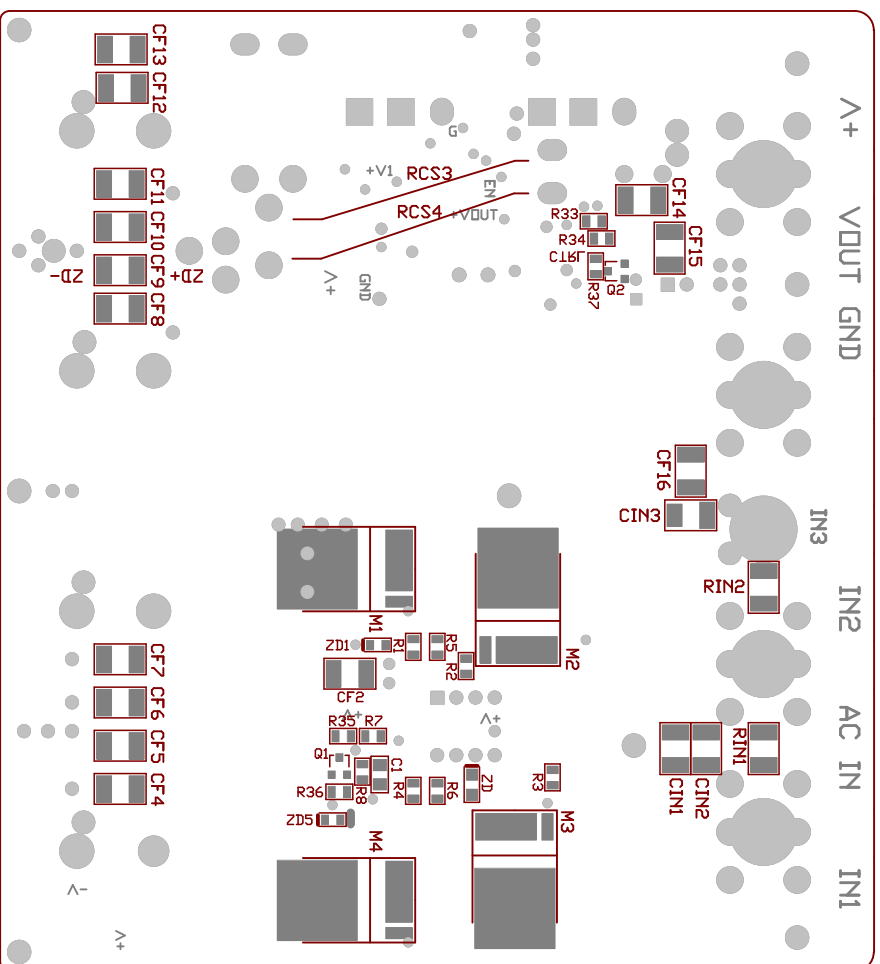 CF13
CF12
V+
G
+V1
RCS3
EN
CF11
CF14
RCS4
+VOUT
R33
CF10
R34
CF15
VOUT
CTRL
ZD-
CF9
ZD+
V+
GND
R37
Q2
CF8
GND
CF16
CIN3
IN3
RIN2
IN2
M1
ZD1
R1
R5
R2
M2
CF7
CF2
CF6
V+
R35
R7
V+
AC IN
RIN1
CF5
Q1
C1
R3
CF4
R36
R8
R4
R6
ZD
CIN1
CIN2
ZD5
M4
M3
V-
IN1
V+